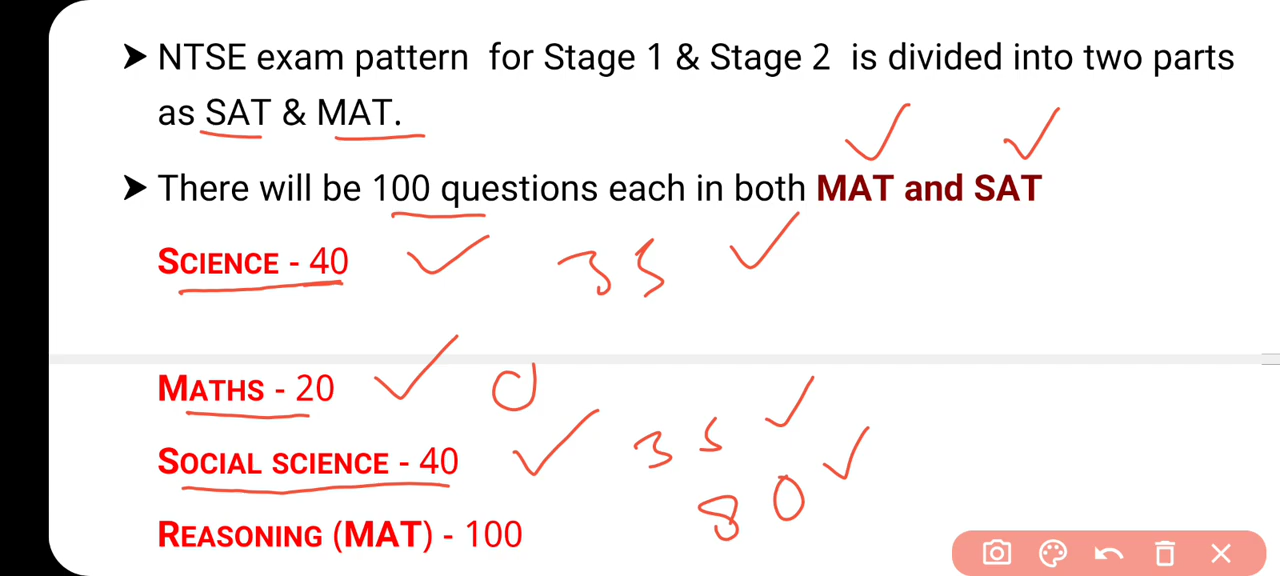 ➤ NTSE exam pattern for Stage 1 & Stage 2 is divided into two parts
as SAT & MAT.
➤ There will be 100 questions each in both MAT and SAT
SCIENCE - 40 35
MATHS - 20 0
SOCIAL SCIENCE - 40 35
80
REASONING (MAT) - 100